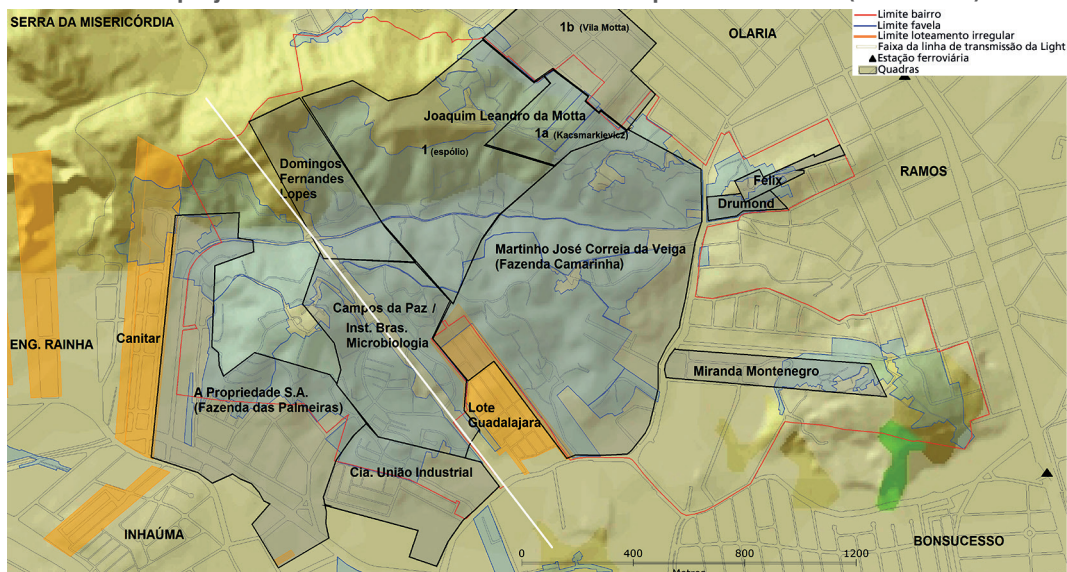 SERRA DA MISERICÓRDIA
1b (Vila Motta)
OLARIA
Limite bairro
Limite favela
Limite loteamento irregular
Faixa da linha de transmissão da Light
Estação ferroviária
Quadras
Joaquim Leandro da Motta
1a (Kacsmarkievicz)
1 (espólio)
Domingos
Fernandes
Lopes
Félix
Drumond
RAMOS
Martinho José Correia da Veiga
(Fazenda Camarinha)
Campos da Paz /
Inst. Bras.
Microbiologia
Canitar
ENG. RAINHA
A Propriedade S.A.
(Fazenda das Palmeiras)
Lote
Guadalajara
Miranda Montenegro
Cia. União Industrial
INHAÚMA
BONSUCESSO
0 400 800 1200
Metros